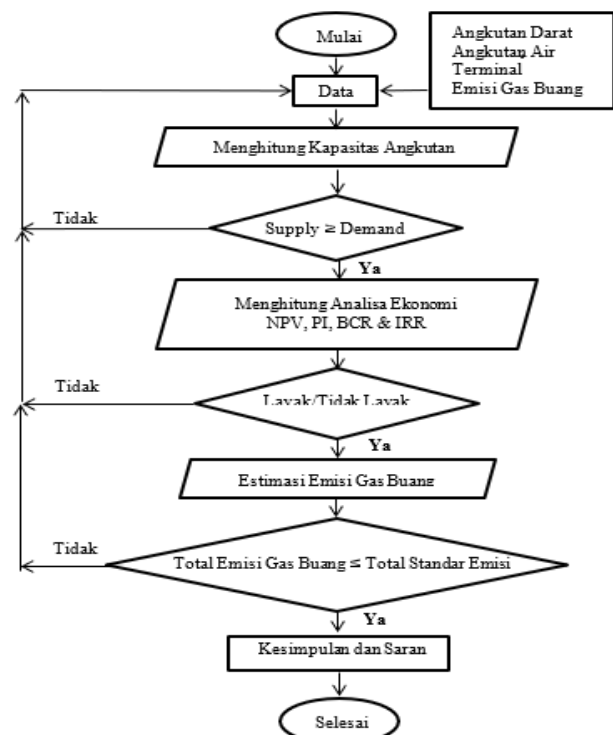 Mulai
Angkutan Darat
Angkutan Air
Terminal
Emisi Gas Buang
Data
Menghitung Kapasitas Angkutan
Tidak
Supply ≥ Demand
Ya
Menghitung Analisa Ekonomi
NPV, PI, BCR & IRR
Tidak
Layak/Tidak Layak
Ya
Estimasi Emisi Gas Buang
Tidak
Total Emisi Gas Buang ≤ Total Standar Emisi
Ya
Kesimpulan dan Saran
Selesai